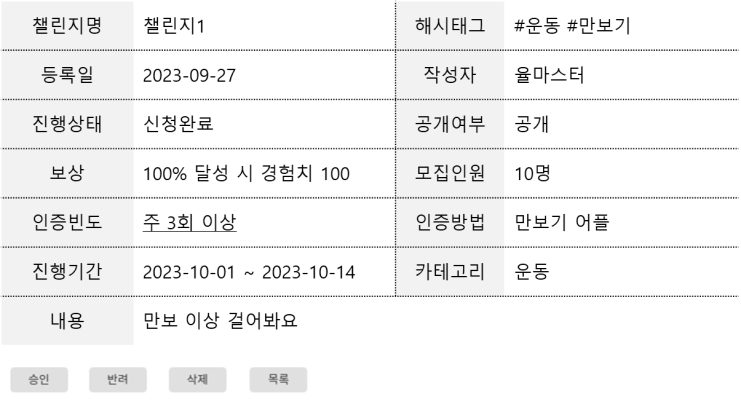 챌린지명 챌린지1 해시태그 #운동 #만보기
등록일 2023-09-27 작성자 율마스터
진행상태 신청완료 공개여부 공개
보상 100% 달성 시 경험치 100 모집인원 10명
인증빈도 주 3회 이상 인증방법 만보기 어플
진행기간 2023-10-01 ~ 2023-10-14 카테고리 운동
내용 만보 이상 걸어봐요
승인 반려 삭제 목록